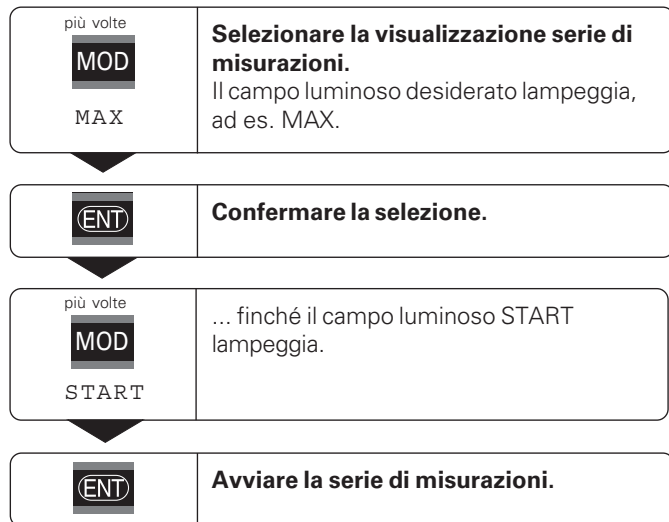 più volte
MOD
MAX
Selezionare la visualizzazione serie di
misurazioni.
Il campo luminoso desiderato lampeggia,
ad es. MAX.
ENT
Confermare la selezione.
più volte
MOD
START
... finché il campo luminoso START
lampeggia.
ENT
Avviare la serie di misurazioni.